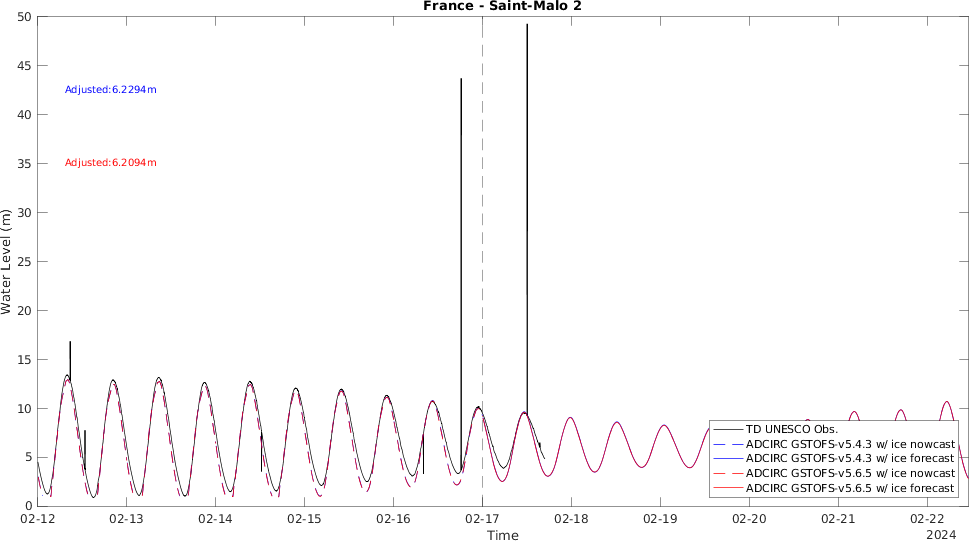 France - Saint-Malo 2
50
45
40
35
30
25
20
15
10
5
0
Water Level (m)
Adjusted:6.2294m
Adjusted:6.2094m
TD UNESCO Obs.
ADCIRC GSTOFS-v5.4.3 w/ ice nowcast
ADCIRC GSTOFS-v5.4.3 w/ ice forecast
ADCIRC GSTOFS-v5.6.5 w/ ice nowcast
ADCIRC GSTOFS-v5.6.5 w/ ice forecast
02-12 02-13 02-14 02-15 02-16 02-17 02-18 02-19 02-20 02-21 02-22
Time
2024